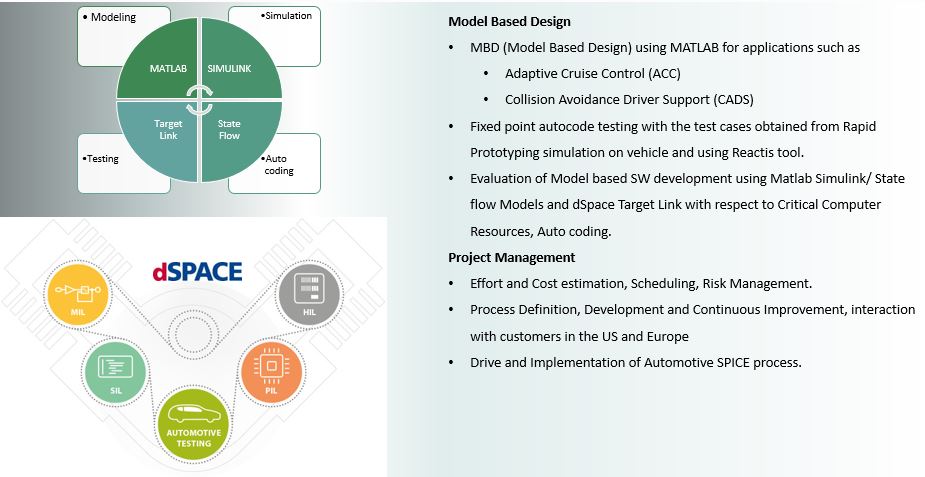 • Modeling
•Simulation
MATLAB
SIMULINK
Target
Link
State
Flow
•Testing
•Auto
coding
dSPACE
MIL
HIL
SIL
PIL
AUTOMOTIVE
TESTING
Model Based Design
• MBD (Model Based Design) using MATLAB for applications such as
• Adaptive Cruise Control (ACC)
• Collision Avoidance Driver Support (CADS)
• Fixed point autocode testing with the test cases obtained from Rapid
Prototyping simulation on vehicle and using Reactis tool.
• Evaluation of Model based SW development using Matlab Simulink/ State
flow Models and dSpace Target Link with respect to Critical Computer
Resources, Auto coding.
Project Management
• Effort and Cost estimation, Scheduling, Risk Management.
• Process Definition, Development and Continuous Improvement, interaction
with customers in the US and Europe
• Drive and Implementation of Automotive SPICE process.